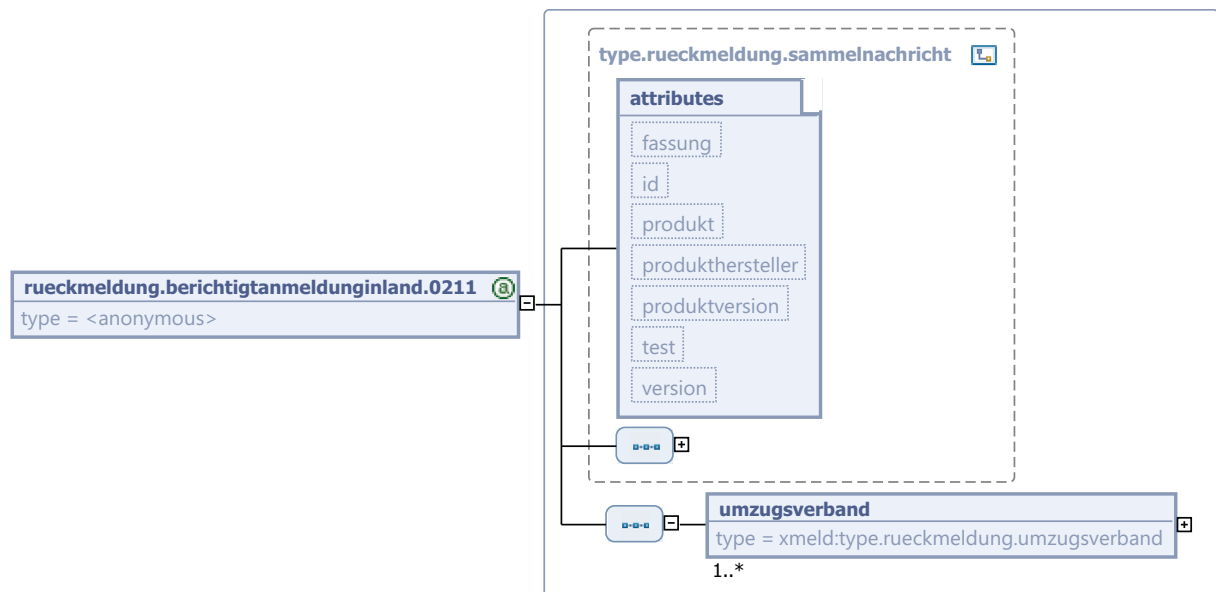 type.rueckmeldung.sammelnachricht
attributes
fassung
id
produkt
produkthersteller
produktversion
test
version
rueckmeldung.berichtigtanmeldunginland.0211 @
type = <anonymous>
umzugsverband
type = xmeld:type.rueckmeldung.umzugsverband
1..*